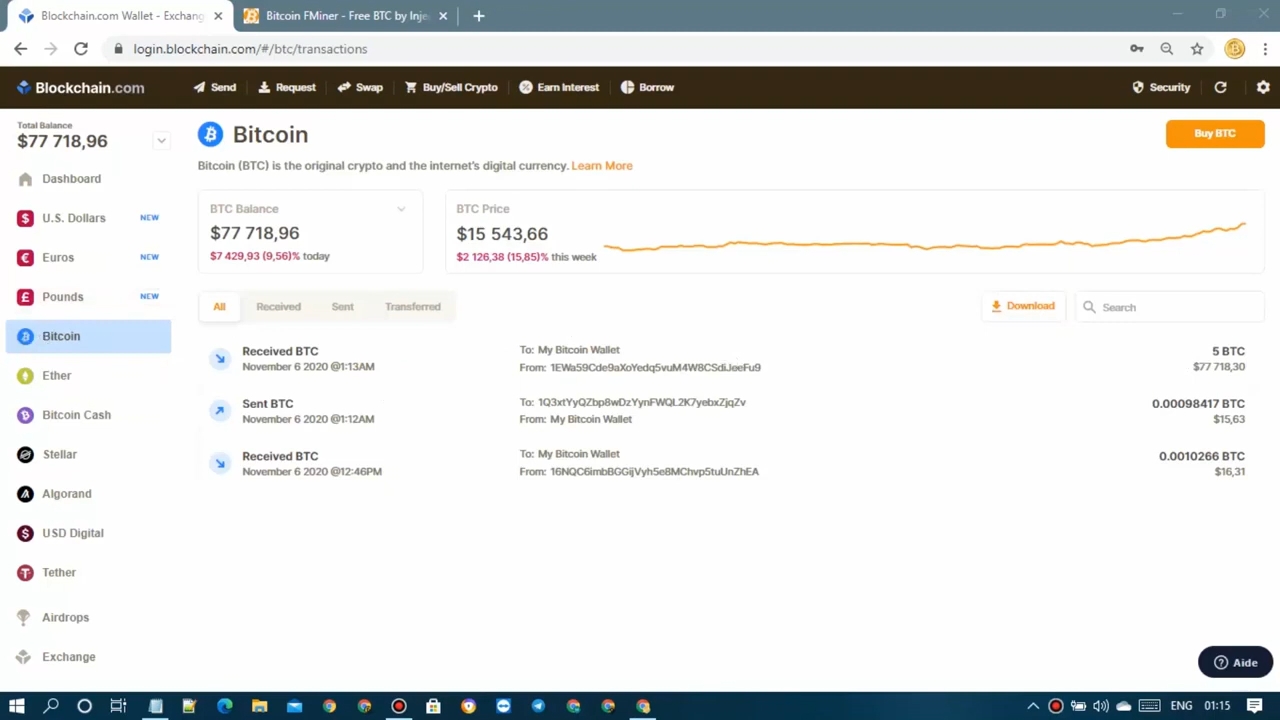 Blockchain.com Wallet - Exchang
Bitcoin FMiner - Free BTC by Inje
login.blockchain.com/#/btc/transactions
Blockchain.com
Send
Request
Swap
Buy/Sell Crypto
Earn Interest
Borrow
Security
Total Balance
$77 718,96
Dashboard
U.S. Dollars NEW
Euros NEW
Pounds NEW
Bitcoin
Ether
Bitcoin Cash
Stellar
Algorand
USD Digital
Tether
Airdrops
Exchange
Bitcoin
Buy BTC
Bitcoin (BTC) is the original crypto and the internet's digital currency. Learn More
BTC Balance
$77 718,96
$7 429,93 (9,56)% today
BTC Price
$15 543,66
$2 126,38 (15,85)% this week
All
Received
Sent
Transferred
Download
Search
Received BTC
November 6 2020 @1:13AM
To: My Bitcoin Wallet
From: 1EWa59Cde9aXoYedq5vuM4W8CSdiJeeFu9
5 BTC
$77 718,30
Sent BTC
November 6 2020 @1:12AM
To: 1Q3xtYyQZbp8wDzYynFWQL2K7yebxZjqZv
From: My Bitcoin Wallet
0.00098417 BTC
$15,63
Received BTC
November 6 2020 @12:46PM
To: My Bitcoin Wallet
From: 16NQC6imbBGGijVyh5e8MChvp5tuUnZhEA
0.0010266 BTC
$16,31
Aide
ENG
01:15